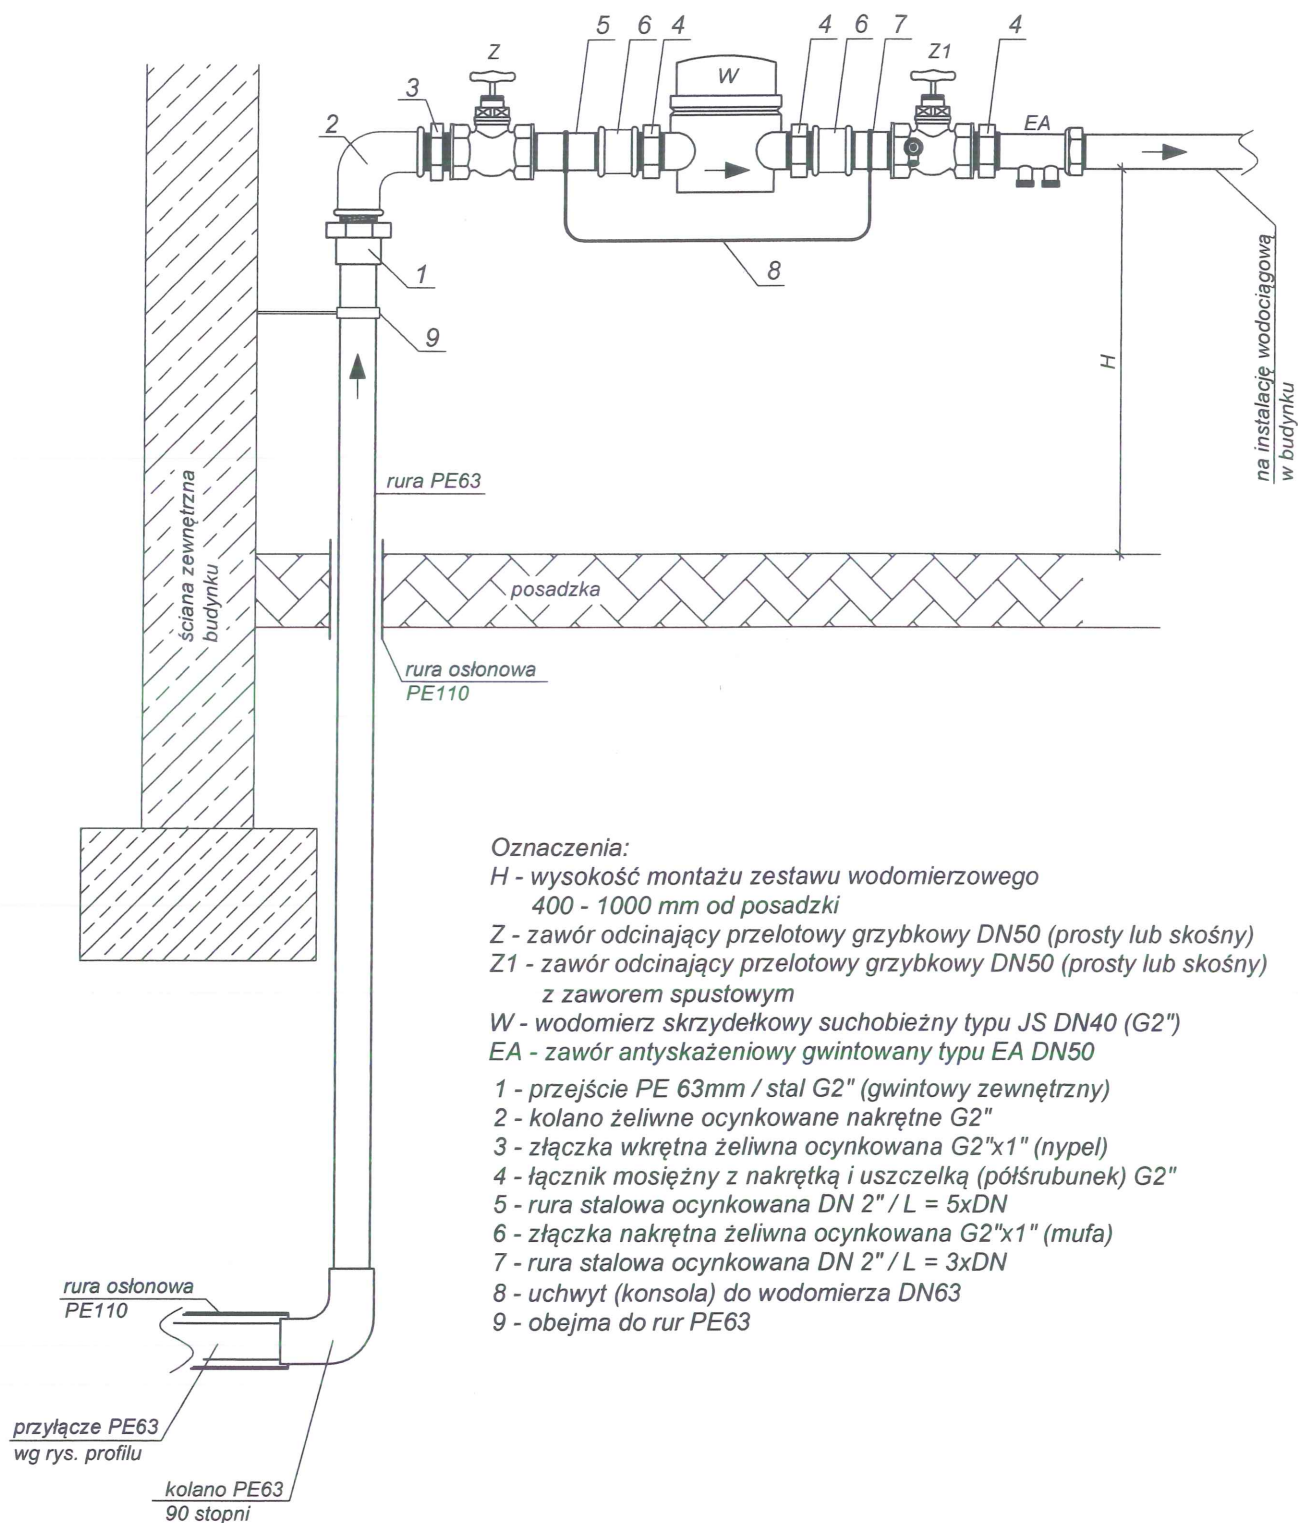 5 6 4 4 6 7 4
Z
Z1
W
3
2
EA
1
8
9
H
na instalację wodociągową
w budynku
rura PE63
ściana zewnętrzna
budynku
posadzka
rura osłonowa
PE110
Oznaczenia:
H - wysokość montażu zestawu wodomierzowego
400 - 1000 mm od posadzki
Z - zawór odcinający przelotowy grzybkowy DN50 (prosty lub skośny)
Z1 - zawór odcinający przelotowy grzybkowy DN50 (prosty lub skośny)
z zaworem spustowym
W - wodomierz skrzydełkowy suchobieżny typu JS DN40 (G2")
EA - zawór antyskażeniowy gwintowany typu EA DN50
1 - przejście PE 63mm / stal G2" (gwintowy zewnętrzny)
2 - kolano żeliwne ocynkowane nakrętne G2"
3 - złączka wkrętna żeliwna ocynkowana G2"x1" (nypel)
4 - łącznik mosiężny z nakrętką i uszczelką (półśrubunek) G2"
5 - rura stalowa ocynkowana DN 2" / L = 5xDN
6 - złączka nakrętna żeliwna ocynkowana G2"x1" (mufa)
7 - rura stalowa ocynkowana DN 2" / L = 3xDN
8 - uchwyt (konsola) do wodomierza DN63
9 - obejma do rur PE63
rura osłonowa
PE110
przyłącze PE63
wg rys. profilu
kolano PE63
90 stopni